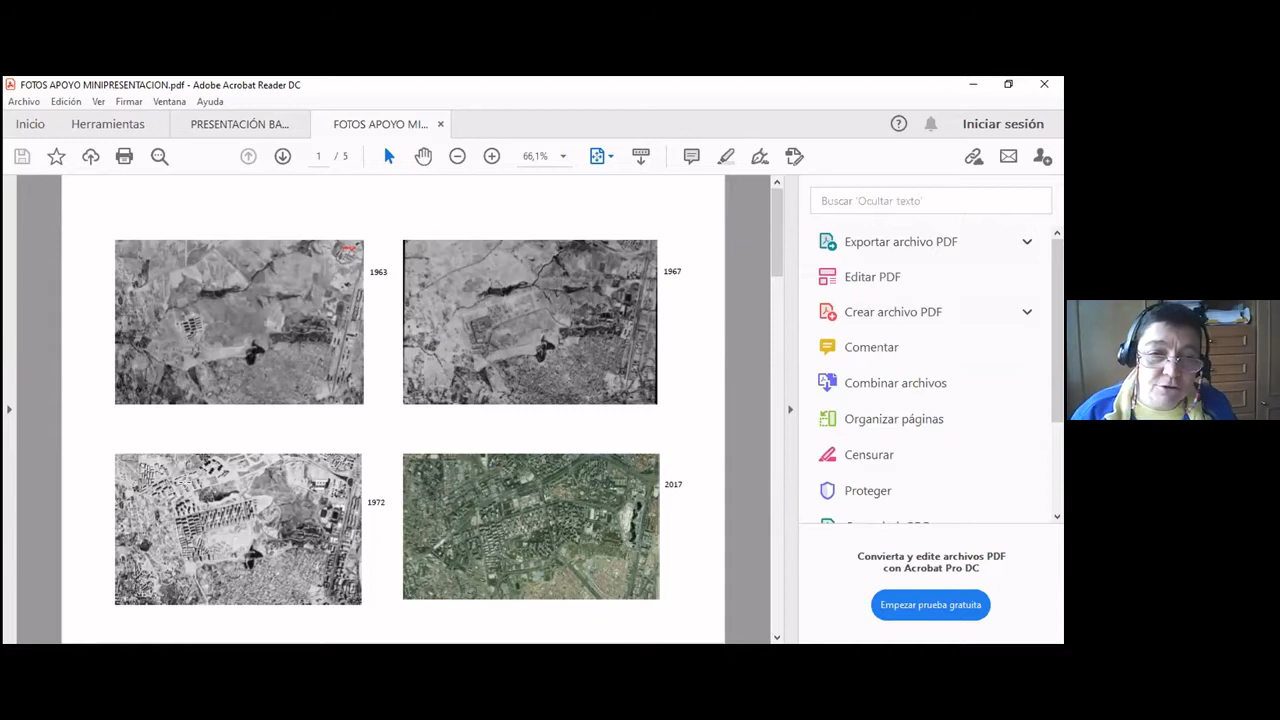 FOTOS APOYO MINIPRESENTACION.pdf - Adobe Acrobat Reader DC
Archivo Edición Ver Firmar Ventana Ayuda
Inicio Herramientas PRESENTACIÓN BA... FOTOS APOYO MI... × Iniciar sesión
1 / 5 66,1%
Buscar 'Ocultar texto'
Exportar archivo PDF
Editar PDF
Crear archivo PDF
Comentar
Combinar archivos
Organizar páginas
Censurar
Proteger
Convierta y edite archivos PDF
con Acrobat Pro DC
Empezar prueba gratuita
1963
1967
1972
2017